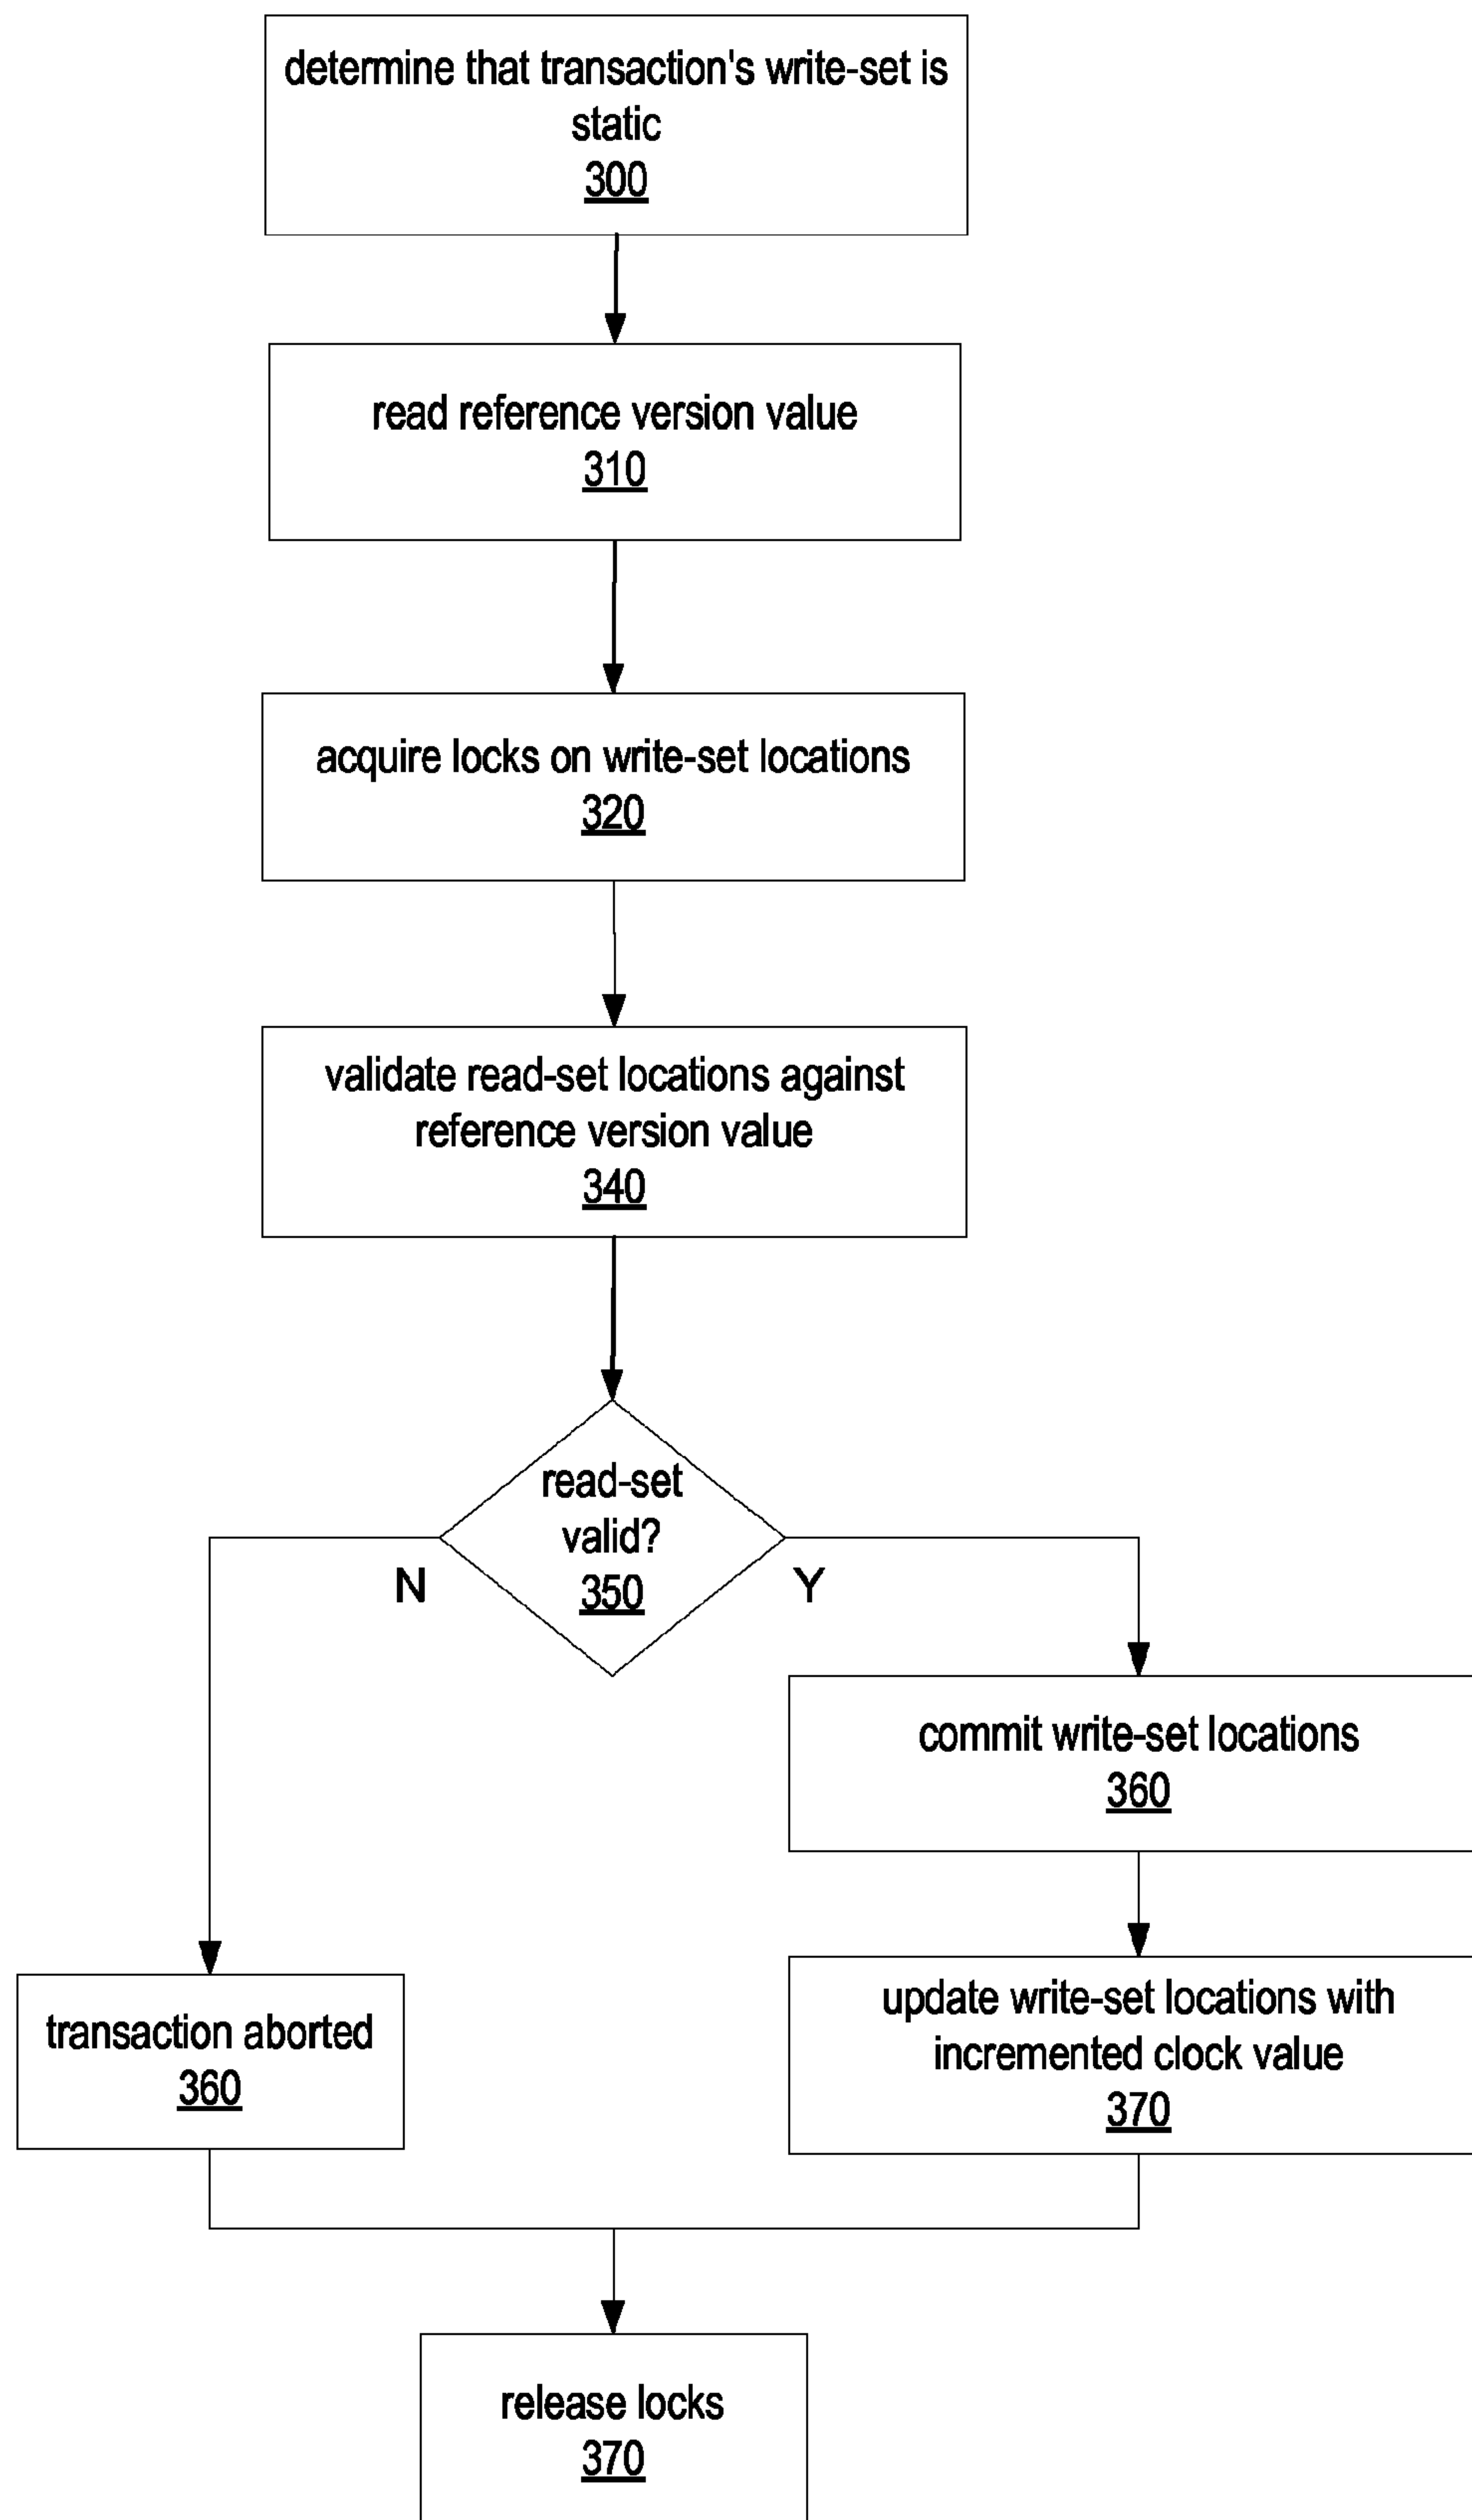 determine that transaction's write-set is
static
300
read reference version value
310
acquire locks on write-set locations
320
validate read-set locations against
reference version value
340
read-set
valid?
350
N
Y
commit write-set locations
360
update write-set locations with
incremented clock value
370
transaction aborted
360
release locks
370